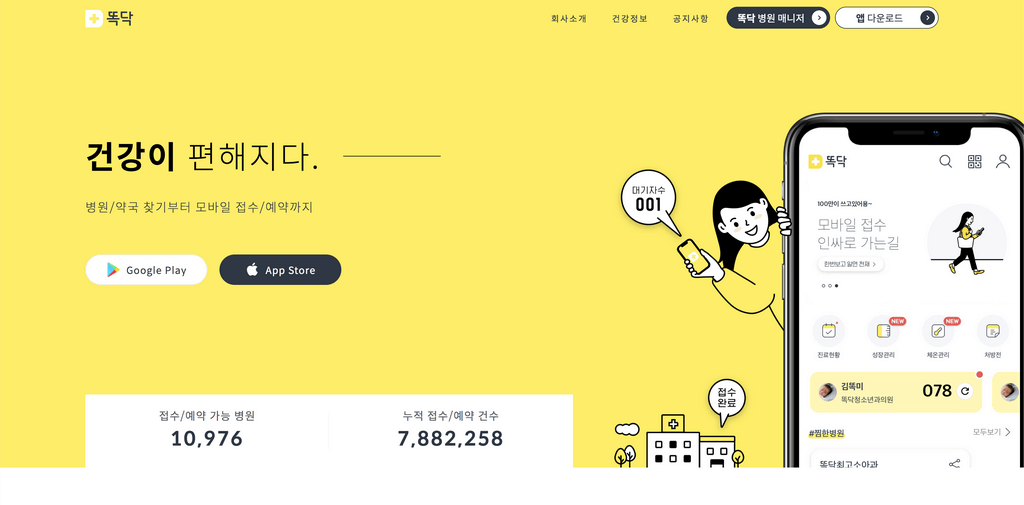 똑닥
회사소개
건강정보
공지사항
똑닥 병원 매니저
앱 다운로드
건강이 편해지다.
병원/약국 찾기부터 모바일 접수/예약까지
Google Play
App Store
접수/예약 가능 병원
10,976
누적 접수/예약 건수
7,882,258
대기자수
001
접수
완료
똑닥
100만이 쓰고있어용~
모바일 접수
인싸로 가는길
한번보고 알면 천재
진료현황
NEW
성장관리
NEW
체온관리
처방전
김똑미
똑닥청소년과의원
078
#찜한병원
모두보기
똑닥최고소아과